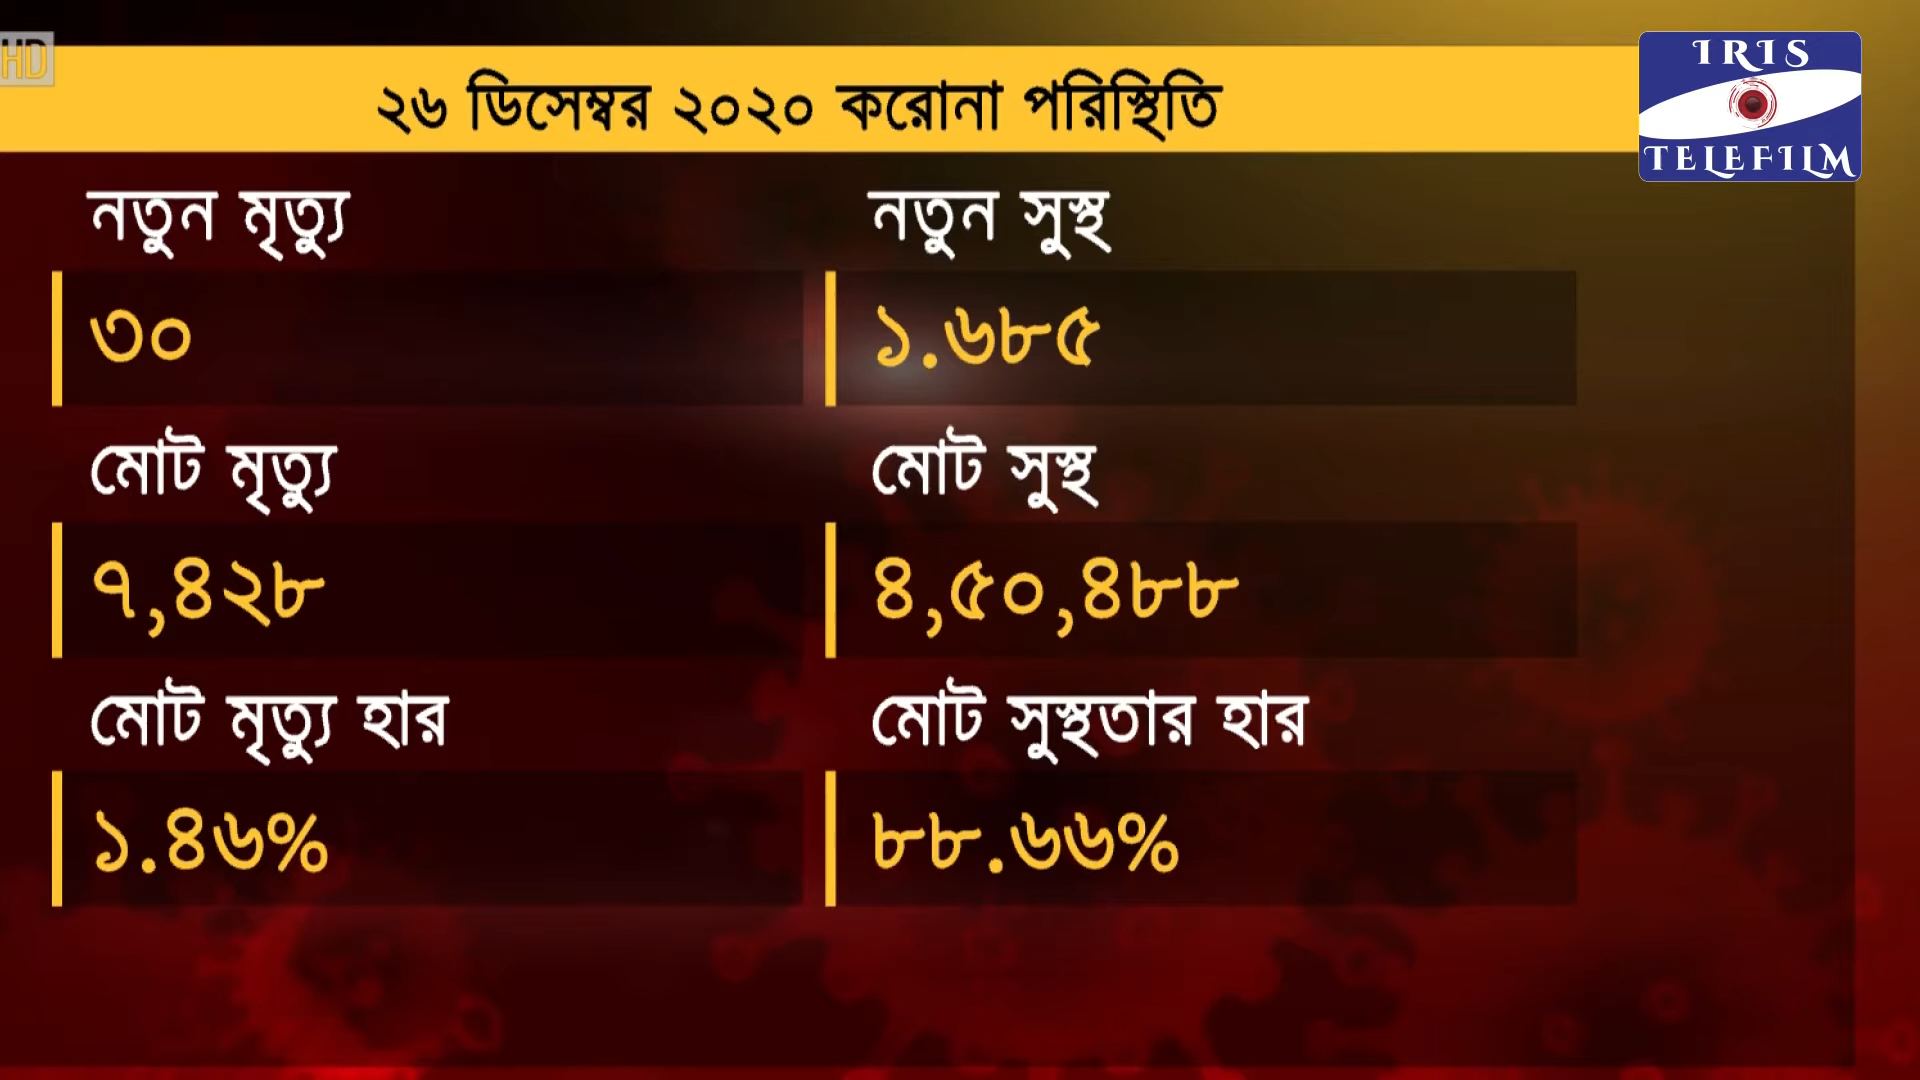 HD
২৬ ডিসেম্বর ২০২০ করোনা পরিস্থিতি
IRIS
TELEFILM
নতুন মৃত্যু
৩০
নতুন সুস্থ
১.৬৮৫
মোট মৃত্যু
৭,৪২৮
মোট সুস্থ
৪,৫০,৪৮৮
মোট মৃত্যু হার
১.৪৬%
মোট সুস্থতার হার
৮৮.৬৬%